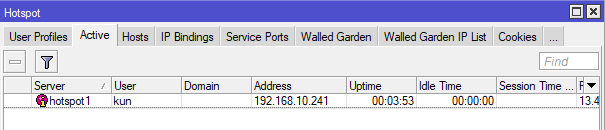 Hotspot
User Profiles Active Hosts IP Bindings Service Ports Walled Garden Walled Garden IP List Cookies ...
Find
Server User Domain Address Uptime Idle Time Session Time ...
hotspot1 kun 192.168.10.241 00:03:53 00:00:00 13.4